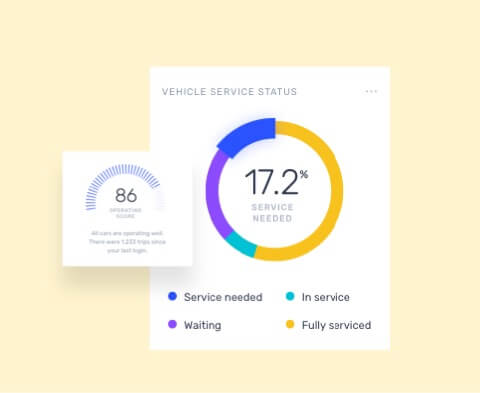 VEHICLE SERVICE STATUS
17.2%
SERVICE
NEEDED
86
OPERATING
SCORE
All cars are operating well.
There were 1,233 trips since
your last login.
Service needed
In service
Waiting
Fully serviced